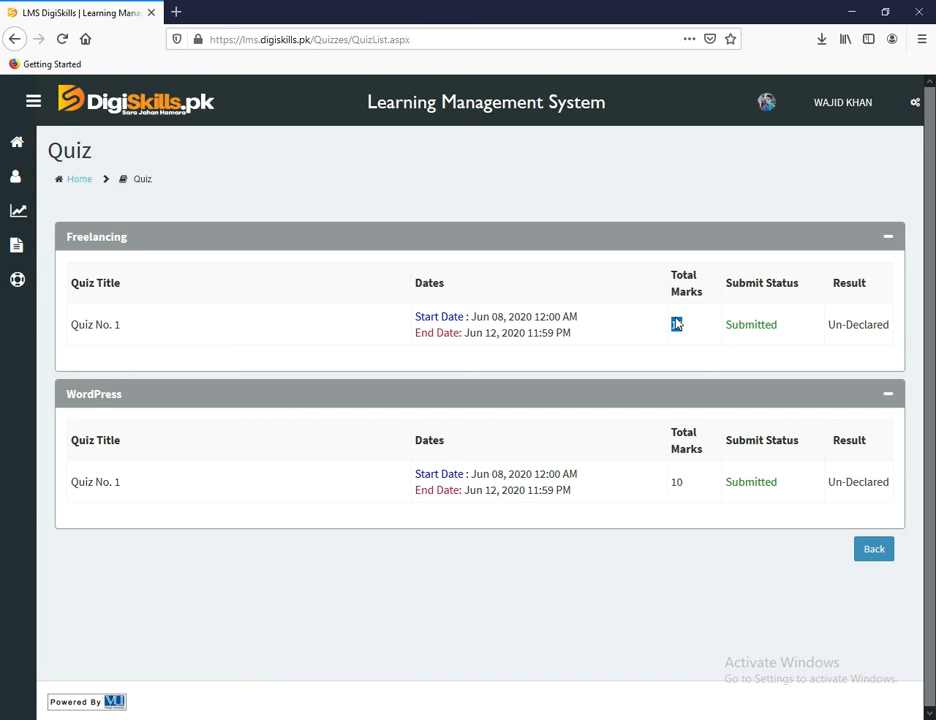 LMS DigiSkills | Learning Mana
https://lms.digiskills.pk/Quizzes/QuizList.aspx
Getting Started
DigiSkills.pk
Sara Jahan Hamara
Learning Management System
WAJID KHAN
Quiz
Home > Quiz
Freelancing
Quiz Title Dates Total Marks Submit Status Result
Quiz No. 1 Start Date : Jun 08, 2020 12:00 AM Submitted Un-Declared
End Date: Jun 12, 2020 11:59 PM
WordPress
Quiz Title Dates Total Marks Submit Status Result
Quiz No. 1 Start Date : Jun 08, 2020 12:00 AM 10 Submitted Un-Declared
End Date: Jun 12, 2020 11:59 PM
Back
Activate Windows
Go to Settings to activate Windows.
Powered By VU